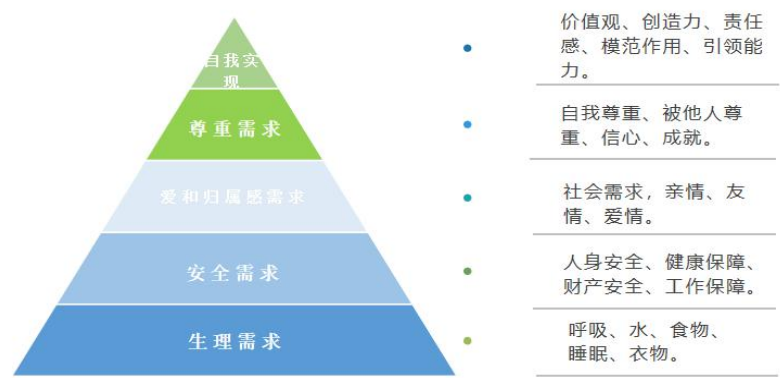 自我实
现
价值观、创造力、责任
感、模范作用、引领能
力。
尊重需求
自我尊重、被他人尊
重、信心、成就。
爱和归属感需求
社会需求，亲情、友
情、爱情。
安全需求
人身安全、健康保障、
财产安全、工作保障。
生理需求
呼吸、水、食物、
睡眠、衣物。